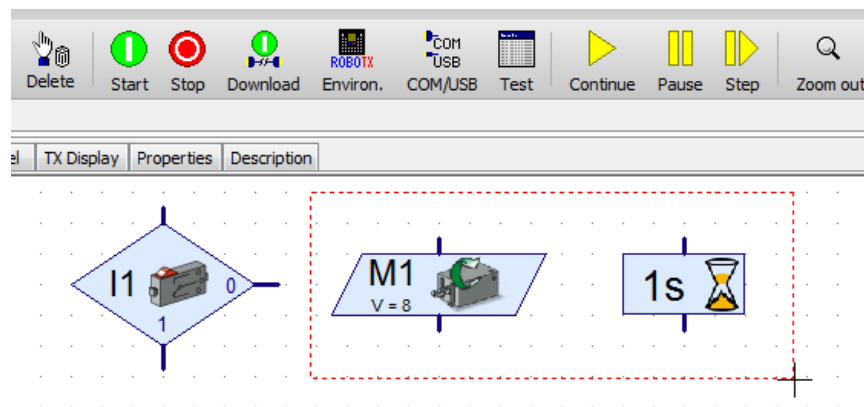 COM
ROBOTX USB
Delete Start Stop Download Environ. COM/USB Test Continue Pause Step Zoom out
el TX Display Properties Description
I1 0
1
M1
V = 8
1s